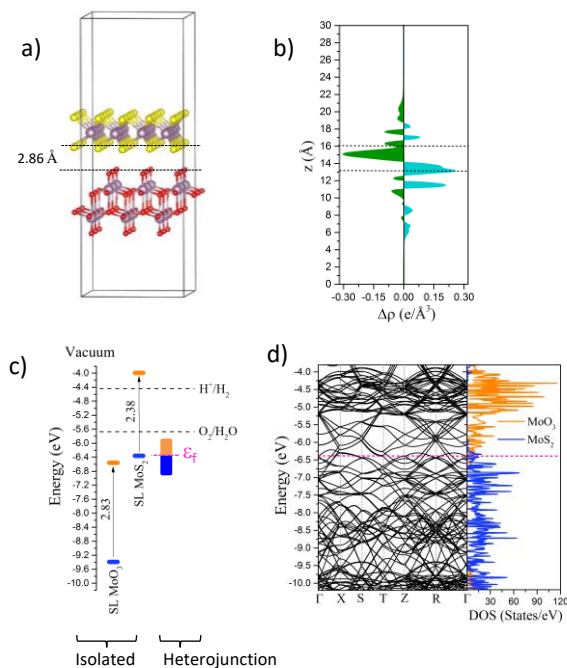 a)
2.86 Å
b)
30
28
26
24
22
20
18
16
14
12
10
8
6
4
2
0
z (Å)
-0.30 -0.15 0.00 0.15 0.30
Δρ (e/Å³)
c)
Vacuum
-4.0
-4.4
-4.8
-5.2
-5.6
-6.0
-6.4
-6.8
-7.2
-7.6
-8.0
-8.4
-8.8
-9.2
-9.6
-10.0
Energy (eV)
H⁺/H₂
O₂/H₂O
2.38
2.83
SL MoS₂
SL MoO₃
εf
Isolated Heterojunction
d)
-4.0
-4.5
-5.0
-5.5
-6.0
-6.5
-7.0
-7.5
-8.0
-8.5
-9.0
-9.5
-10.0
Energy (eV)
MoO₃
MoS₂
Γ X S T Z R Γ
30 60 90 120
DOS (States/eV)